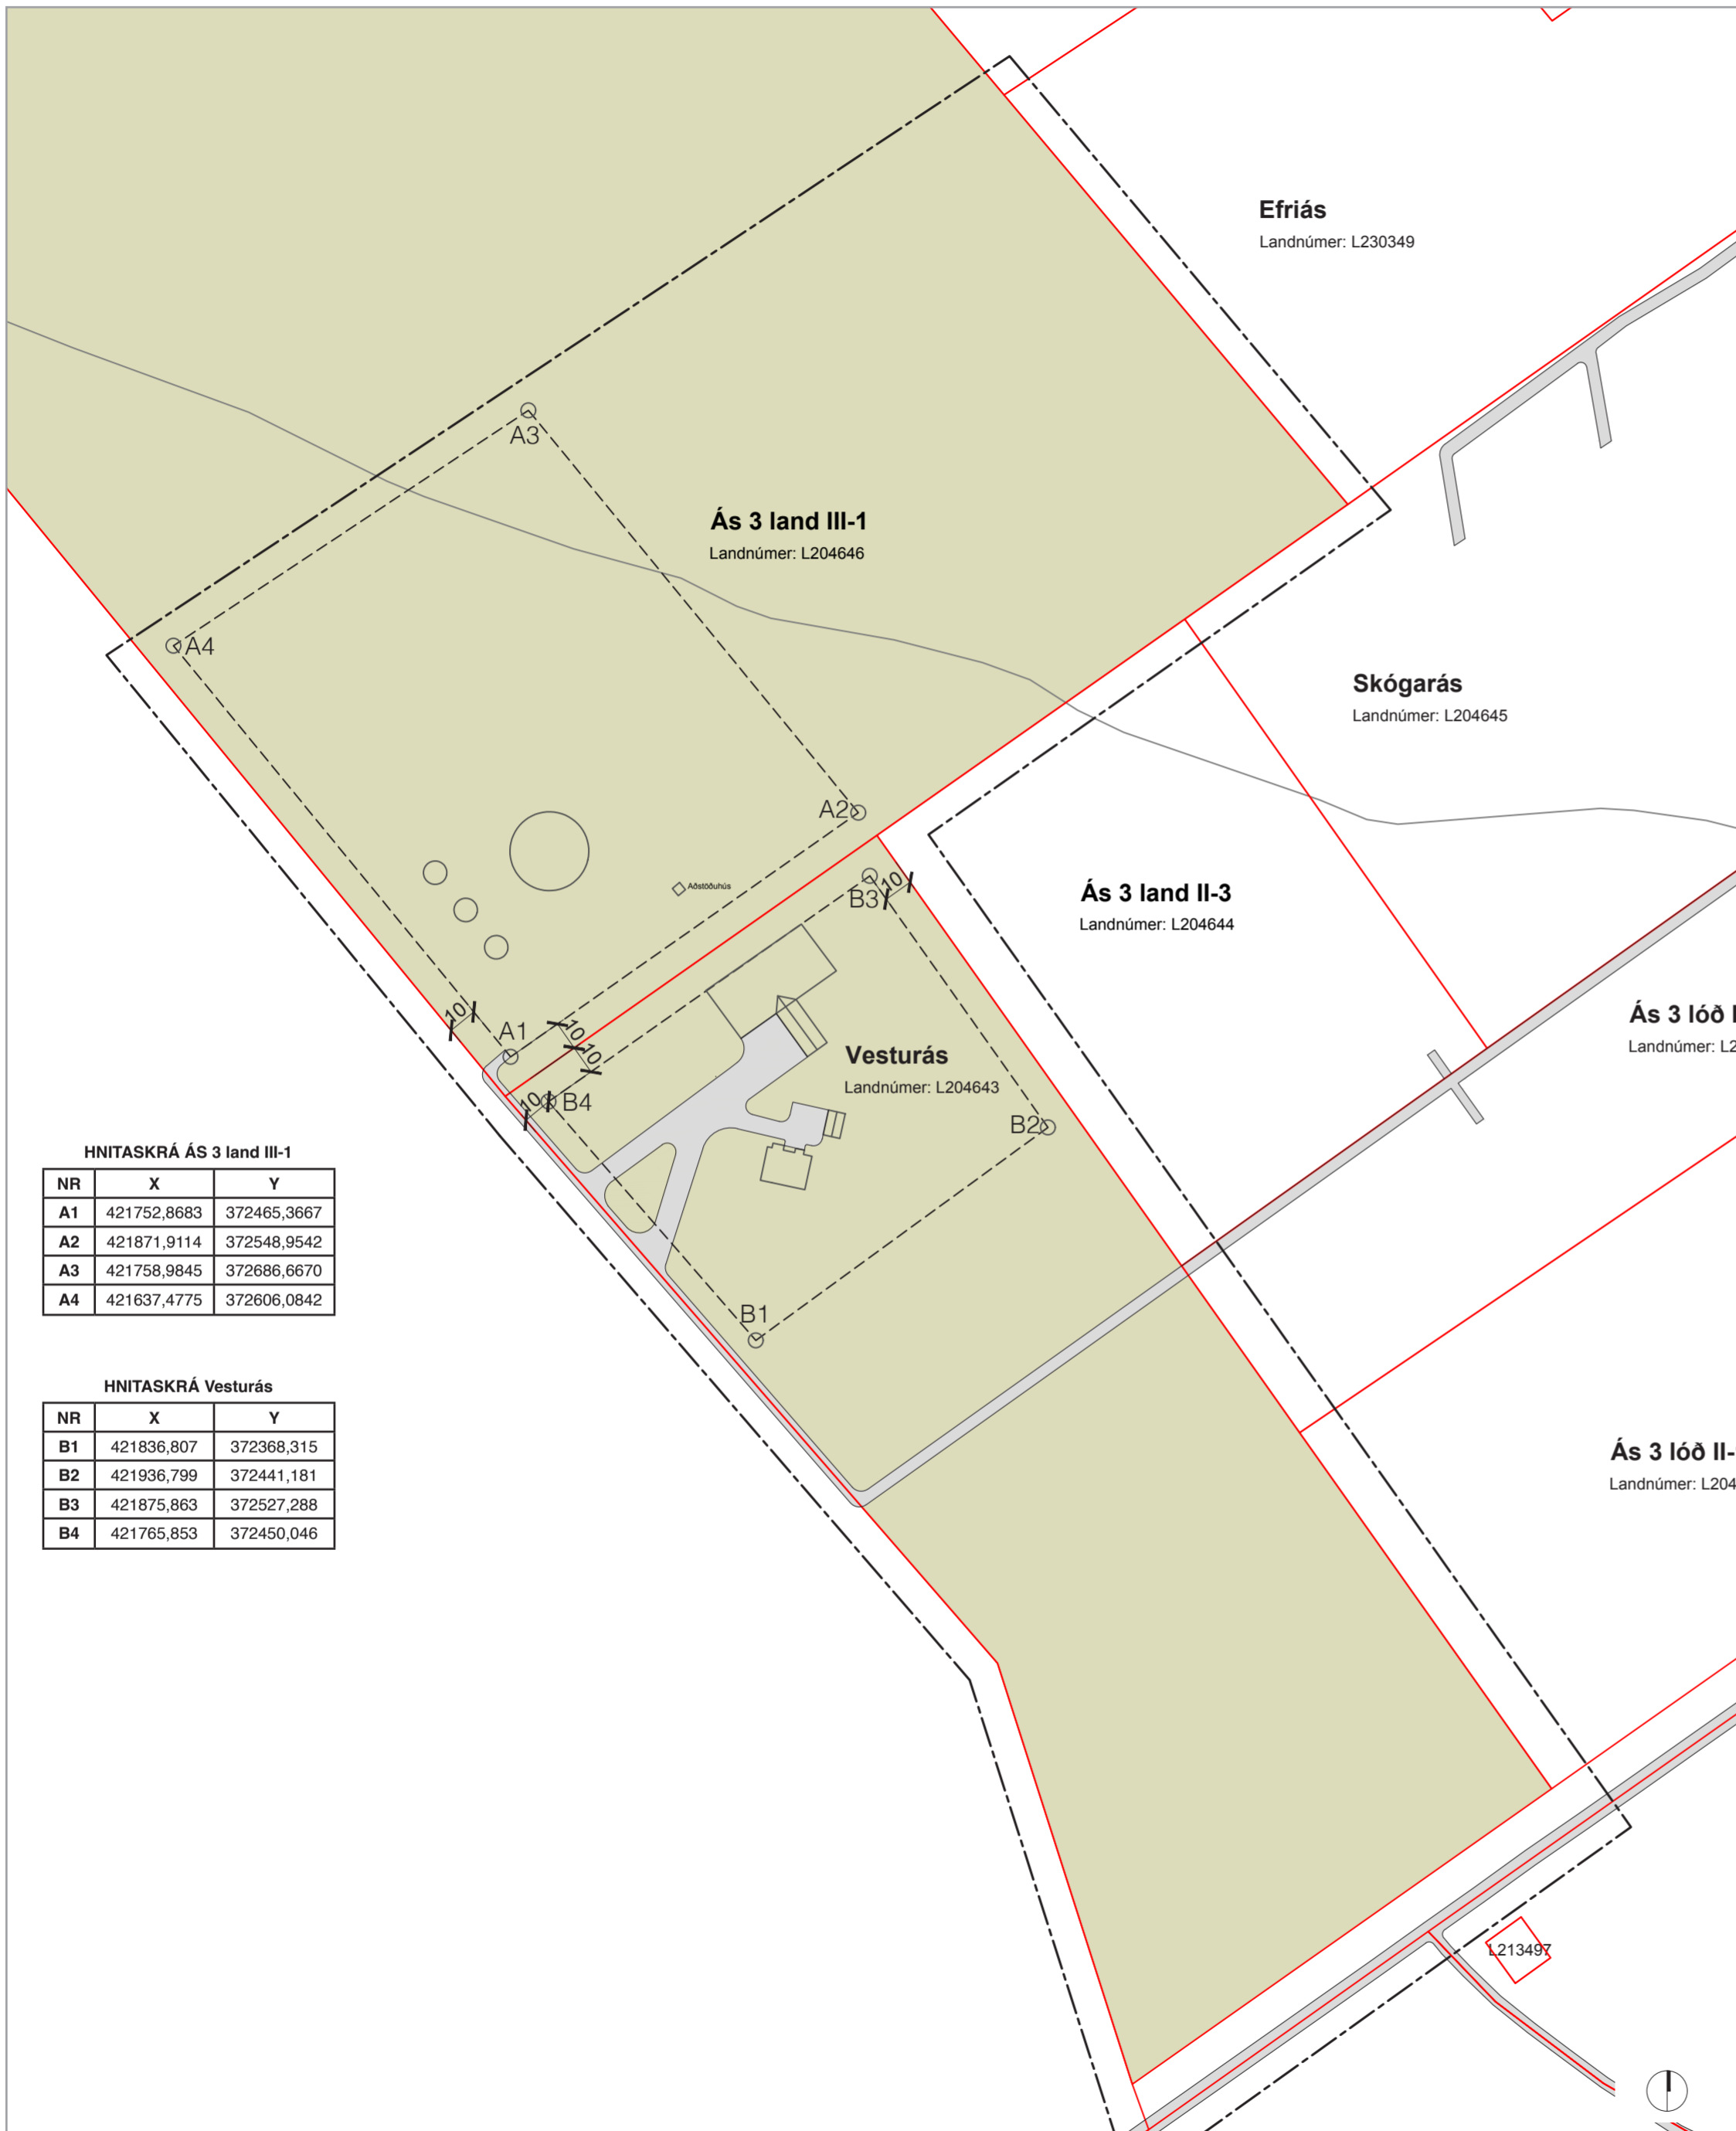 Efriás
Landnúmer: L230349
A3
Ás 3 land III-1
Landnúmer: L204646
A4
Skógarás
Landnúmer: L204645
A2
Aðstöðuhús
10
B3
Ás 3 land II-3
Landnúmer: L204644
10
A1
10
10
Ás 3 lóð
Landnúmer: L2
Vesturás
Landnúmer: L204643
10
B4
B2
B1
HNITASKRÁ ÁS 3 land III-1
NR X Y
A1 421752,8683 372465,3667
A2 421871,9114 372548,9542
A3 421758,9845 372686,6670
A4 421637,4775 372606,0842
HNITASKRÁ Vesturás
NR X Y
B1 421836,807 372368,315
B2 421936,799 372441,181
B3 421875,863 372527,288
B4 421765,853 372450,046
Ás 3 lóð II-
Landnúmer: L204
L213497